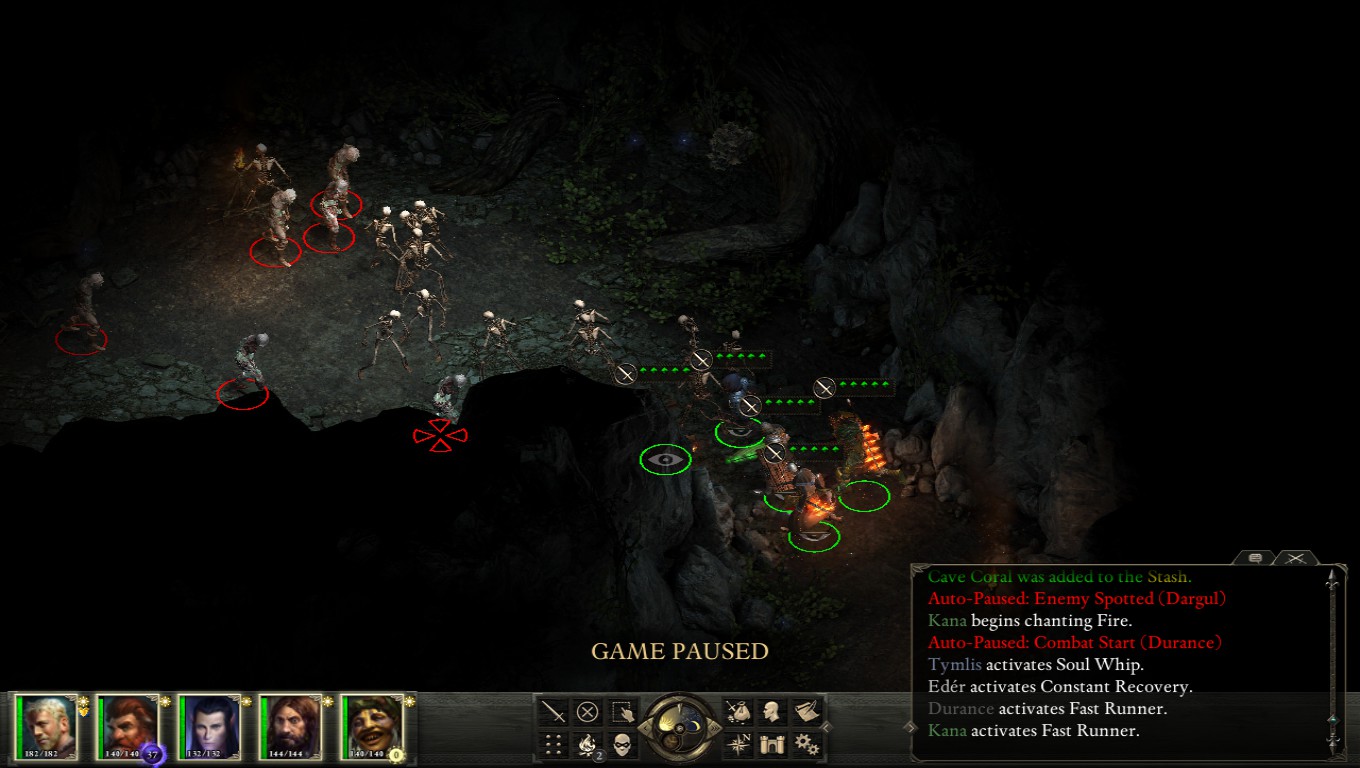 Cave Coral was added to the Stash.
Auto-Paused: Enemy Spotted (Dargul)
Kana begins chanting Fire.
Auto-Paused: Combat Start (Durance)
Tymlis activates Soul Whip.
Edér activates Constant Recovery.
Durance activates Fast Runner.
Kana activates Fast Runner.
GAME PAUSED
182/182
140/140
37
132/132
144/144
140/140
0
2
N